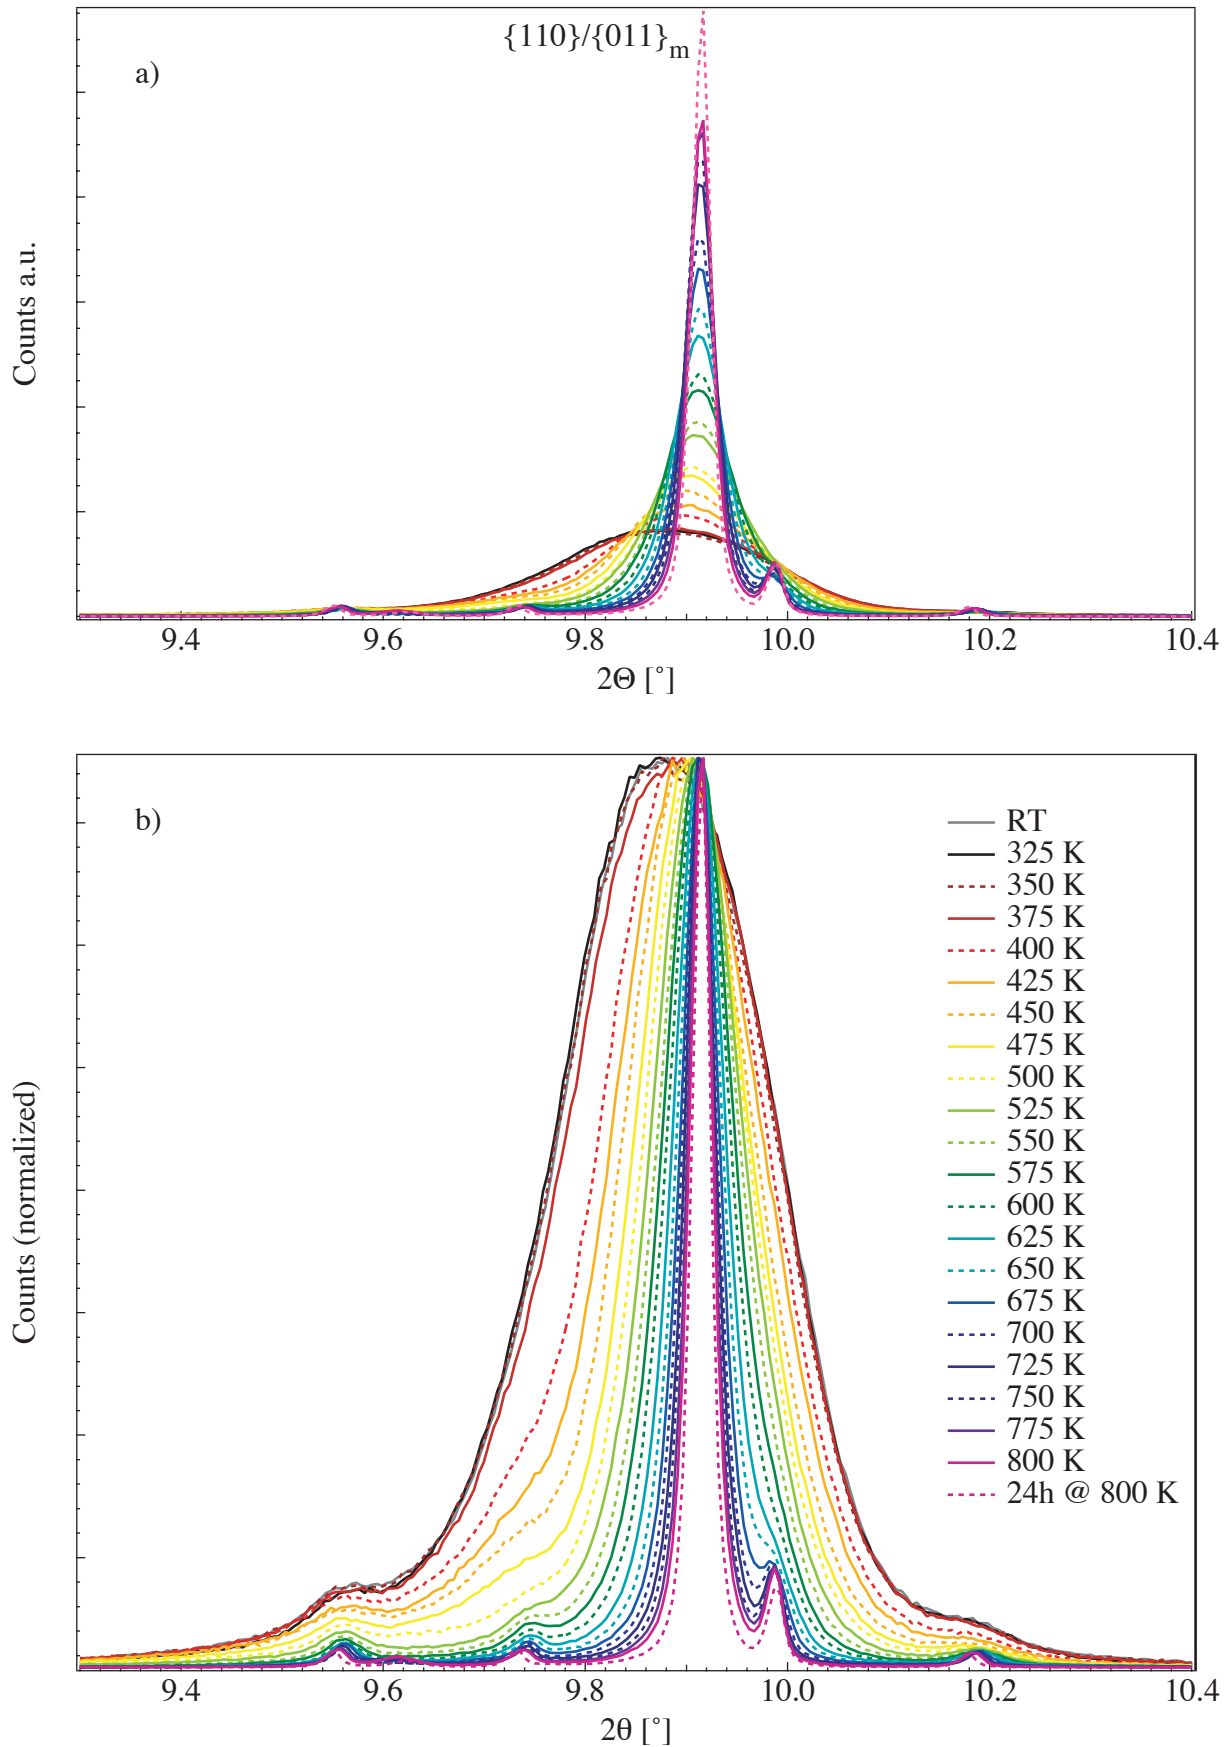 {110}/{011}m
a)
Counts a.u.
9.4 9.6 9.8 10.0 10.2 10.4
2Θ [°]
b)
RT
325 K
350 K
375 K
400 K
425 K
450 K
475 K
500 K
525 K
550 K
575 K
600 K
625 K
650 K
675 K
700 K
725 K
750 K
775 K
800 K
24h @ 800 K
Counts (normalized)
9.4 9.6 9.8 10.0 10.2 10.4
2θ [°]